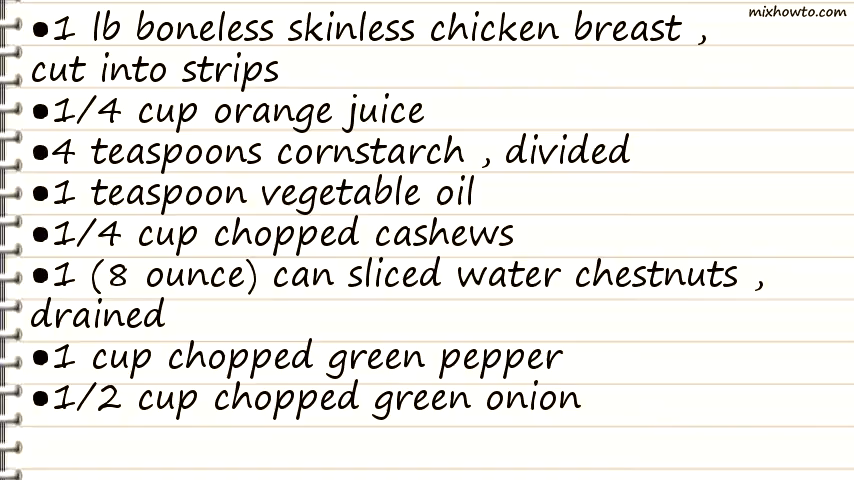 mixhowto.com
•1 lb boneless skinless chicken breast ,
cut into strips
•1/4 cup orange juice
•4 teaspoons cornstarch , divided
•1 teaspoon vegetable oil
•1/4 cup chopped cashews
•1 (8 ounce) can sliced water chestnuts ,
drained
•1 cup chopped green pepper
•1/2 cup chopped green onion